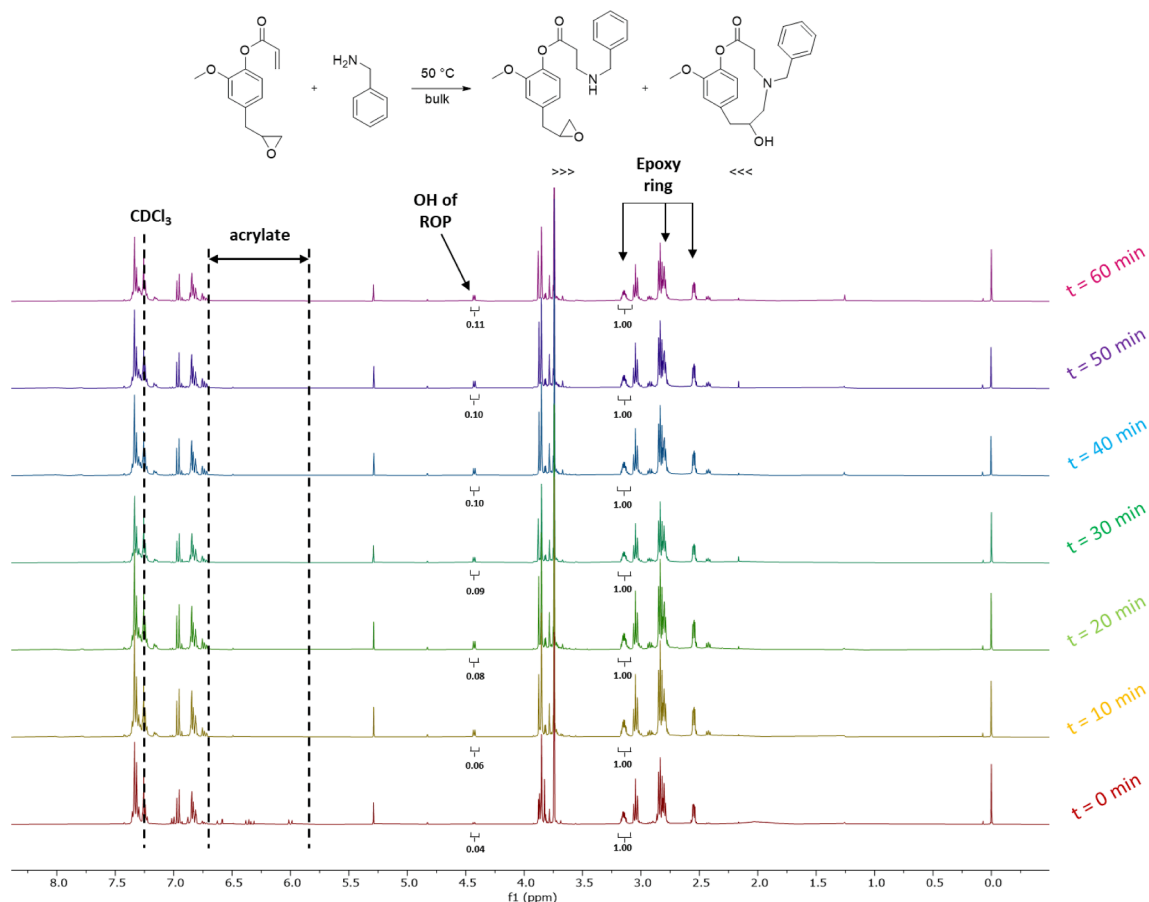 O
O
O
+
H2N
50 °C
bulk
O
O
O
N
H
O
+
O
O
O
N
OH
>>>
<<<
Epoxy
ring
OH of
ROP
CDCl3
acrylate
0.11
1.00
t = 60 min
0.10
1.00
t = 50 min
0.10
1.00
t = 40 min
0.09
1.00
t = 30 min
0.08
1.00
t = 20 min
0.06
1.00
t = 10 min
0.04
1.00
t = 0 min
8.0 7.5 7.0 6.5 6.0 5.5 5.0 4.5 4.0 3.5 3.0 2.5 2.0 1.5 1.0 0.5 0.0
f1 (ppm)